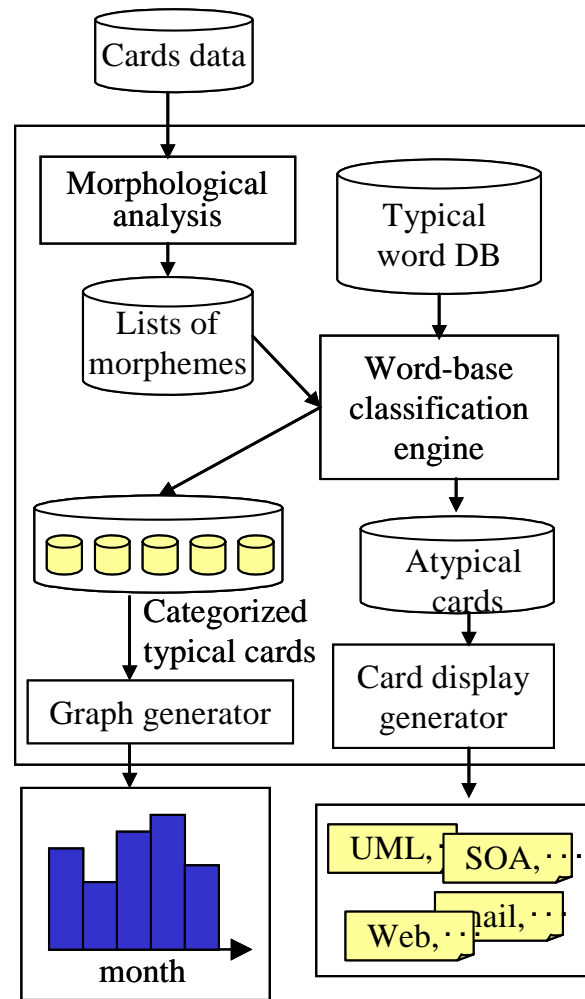 Cards data
Morphological
analysis
Typical
word DB
Lists of
morphemes
Word-base
classification
engine
Atypical
cards
Categorized
typical cards
Card display
generator
Graph generator
UML, ·
SOA, ···
mail, ···
Web, ···
month